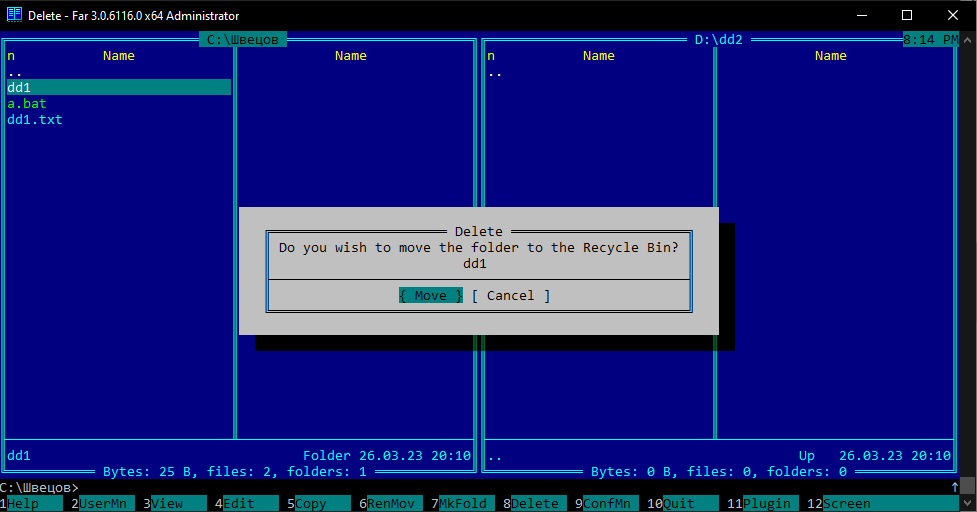 Delete - Far 3.0.6116.0 x64 Administrator
C:\Швецов D:\dd2 8:14 PM
n Name Name n Name Name
.. ..
dd1
a.bat
dd1.txt
Delete
Do you wish to move the folder to the Recycle Bin?
dd1
{ Move } [ Cancel ]
dd1 Folder 26.03.23 20:10 .. Up 26.03.23 20:10
Bytes: 25 B, files: 2, folders: 1 Bytes: 0 B, files: 0, folders: 0
C:\Швецов>
1Help 2UserMn 3View 4Edit 5Copy 6RenMov 7MkFold 8Delete 9ConfMn 10Quit 11Plugin 12Screen